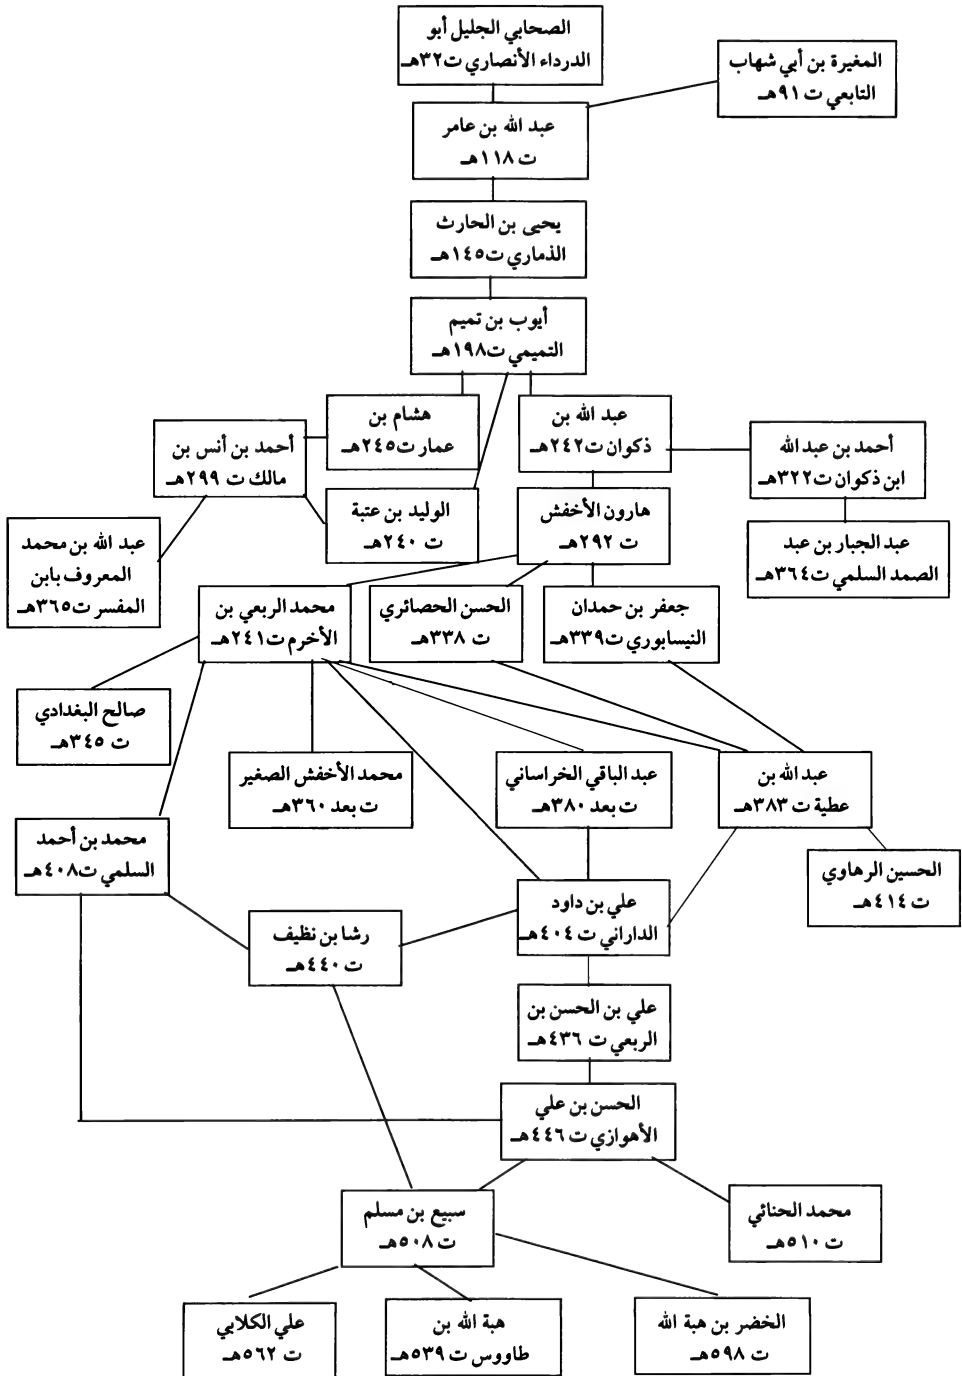 الصحابي الجليل أبو
الدرداء الأنصاري ت٣٢هـ
المغيرة بن أبي شهاب
التابعي ت٩١هـ
عبد الله بن عامر
ت ١١٨هـ
يحيى بن الحارث
الذماري ت١٤٥هـ
أيوب بن تميم
التميمي ت١٩٨هـ
عبد الله بن
ذكوان ت٢٤٢هـ
هشام بن
عمار ت٢٤٥هـ
أحمد بن أنس بن
مالك ت ٢٩٩هـ
أحمد بن عبد الله
ابن ذكوان ت٣٢٢هـ
هارون الأخفش
ت ٢٩٢هـ
الوليد بن عتبة
ت ٢٤٠هـ
عبد الجبار بن عبد
الصمد السلمي ت٣٦٤هـ
عبد الله بن محمد
المعروف بابن
المفسر ت٣٦٥هـ
جعفر بن حمدان
النيسابوري ت٣٣٩هـ
الحسن الحصائري
ت ٣٣٨هـ
محمد الربعي بن
الأخرم ت٢٤١هـ
صالح البغدادي
ت ٣٤٥هـ
عبد الله بن
عطية ت ٣٨٣هـ
عبد الباقي الخراساني
ت بعد ٣٨٠هـ
محمد الأخفش الصغير
ت بعد ٣٦٠هـ
محمد بن أحمد
السلمي ت٤٠٨هـ
الحسين الرهاوي
ت ٤١٤هـ
علي بن داود
الداراني ت ٤٠٤هـ
رشا بن نظيف
ت ٤٤٠هـ
علي بن الحسن بن
الربعي ت ٤٣٦هـ
الحسن بن علي
الأهوازي ت ٤٤٦هـ
محمد الحنائي
ت ٥١٠هـ
سبيع بن مسلم
ت ٥٠٨هـ
الخضر بن هبة الله
ت ٥٩٨هـ
هبة الله بن
طاووس ت ٥٣٩هـ
علي الكلابي
ت ٥٦٢هـ